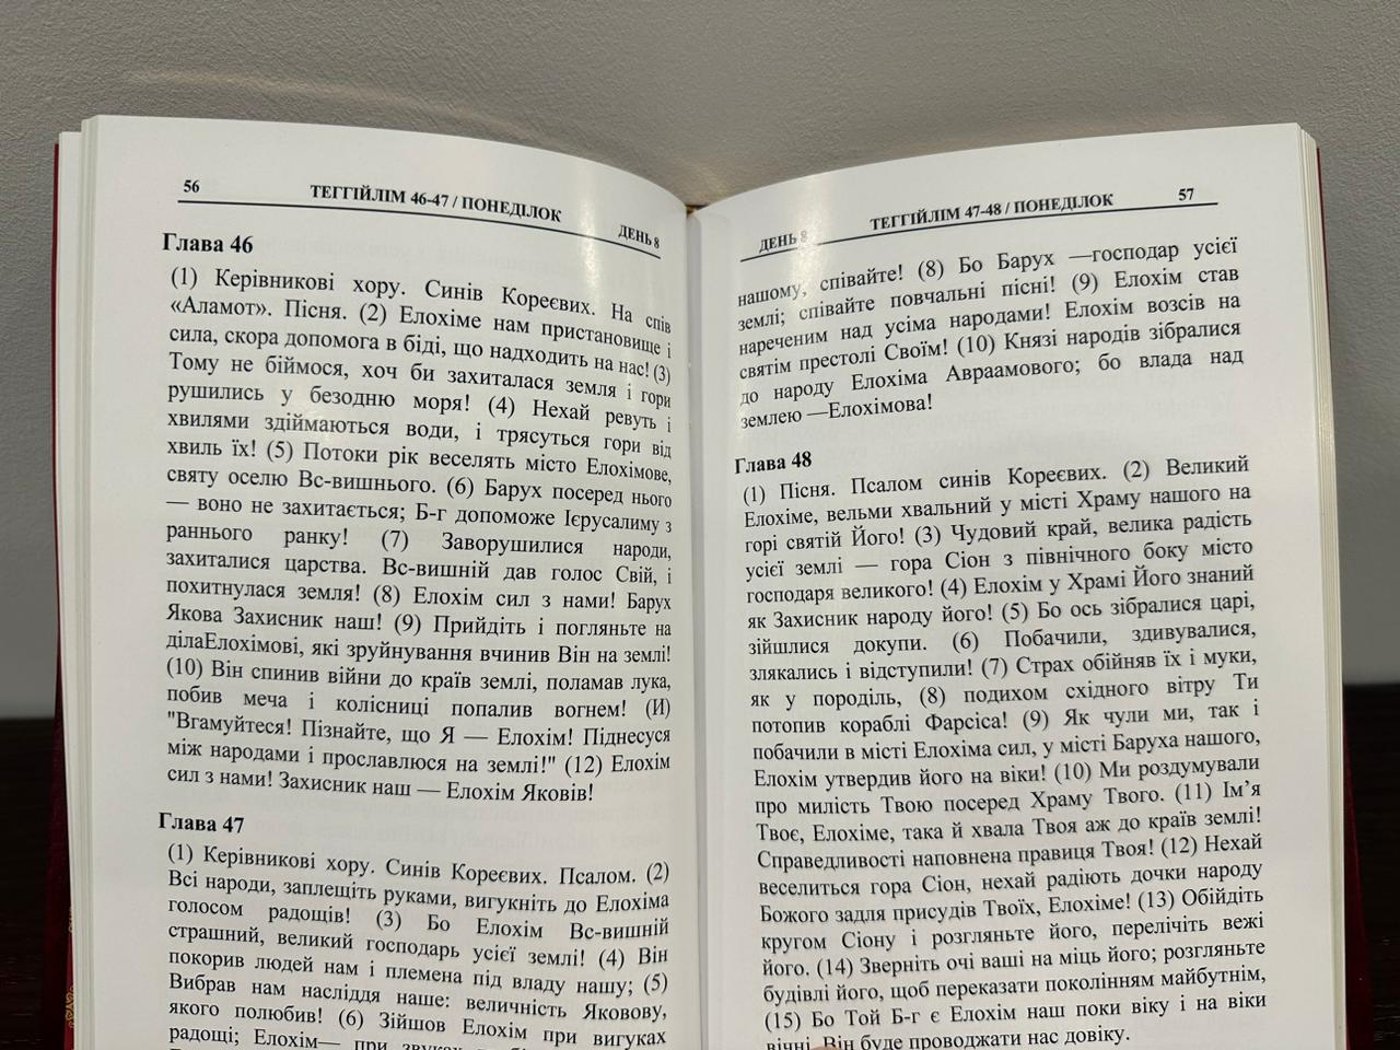 56
ТЕГГІЙЛІМ 46-47 / ПОНЕДІЛОК
ДЕНЬ 8
Глава 46
(1) Керівникові хору. Синів Кореєвих. На спів
«Аламот». Пісня. (2) Елохіме нам пристановище і
сила, скора допомога в біді, що надходить на нас! (3)
Тому не біймося, хоч би захиталася земля і гори
рушились у безодню моря! (4) Нехай ревуть і
хвилями здіймаються води, і трясуться гори від
хвиль їх! (5) Потоки рік веселять місто Елохімове,
святу оселю Вс-вишнього. (6) Барух посеред нього
— воно не захитається; Б-г допоможе Ієрусалиму з
раннього ранку! (7) Заворушилися народи,
захиталися царства. Вс-вишній дав голос Свій, і
похитнулася земля! (8) Елохім сил з нами! Барух
Якова Захисник наш! (9) Прийдіть і погляньте на
ділаЕлохімові, які зруйнування вчинив Він на землі!
(10) Він спинив війни до країв землі, поламав лука,
побив меча і колісниці попалив вогнем! (И)
"Вгамуйтеся! Пізнайте, що Я — Елохім! Піднесуся
між народами і прославлюся на землі!" (12) Елохім
сил з нами! Захисник наш — Елохім Яковів!
Глава 47
(1) Керівникові хору. Синів Кореєвих. Псалом. (2)
Всі народи, заплещіть руками, вигукніть до Елохіма
голосом радощів! (3) Бо Елохім Вс-вишній
страшний, великий господарь усієї землі! (4) Він
покорив людей нам і племена під владу нашу; (5)
Вибрав нам насліддя наше: величність Яковову,
якого полюбив! (6) Зійшов Елохім при вигуках
радощі; Елохім— при
57
ТЕГГІЙЛІМ 47-48 / ПОНЕДІЛОК
ДЕНЬ 8
нашому, співайте! (8) Бо Барух —господар усієї
землі; співайте повчальні пісні! (9) Елохім став
нареченим над усіма народами! Елохім возсів на
святім престолі Своїм! (10) Князі народів зібралися
до народу Елохіма Авраамового; бо влада над
землею —Елохімова!
Глава 48
(1) Пісня. Псалом синів Кореєвих. (2) Великий
Елохіме, вельми хвальний у місті Храму нашого на
горі святій Його! (3) Чудовий край, велика радість
усієї землі — гора Сіон з північного боку місто
господаря великого! (4) Елохім у Храмі Його знаний
як Захисник народу його! (5) Бо ось зібралися царі,
зійшлися докупи. (6) Побачили, здивувалися,
злякались і відступили! (7) Страх обійняв їх і муки,
як у породіль, (8) подихом східного вітру Ти
потопив кораблі Фарсіса! (9) Як чули ми, так і
побачили в місті Елохіма сил, у місті Баруха нашого,
Елохім утвердив його на віки! (10) Ми роздумували
про милість Твою посеред Храму Твого. (11) Ім’я
Твоє, Елохіме, така й хвала Твоя аж до країв землі!
Справедливості наповнена правиця Твоя! (12) Нехай
веселиться гора Сіон, нехай радіють дочки народу
Божого задля присудів Твоїх, Елохіме! (13) Обійдіть
кругом Сіону і розгляньте його, перелічіть вежі
його. (14) Зверніть очі ваші на міць його; розгляньте
будівлі його, щоб переказати поколінням майбутнім,
(15) Бо Той Б-г є Елохім наш поки віку і на віки
вічні. Він буде проводжати нас довіку.